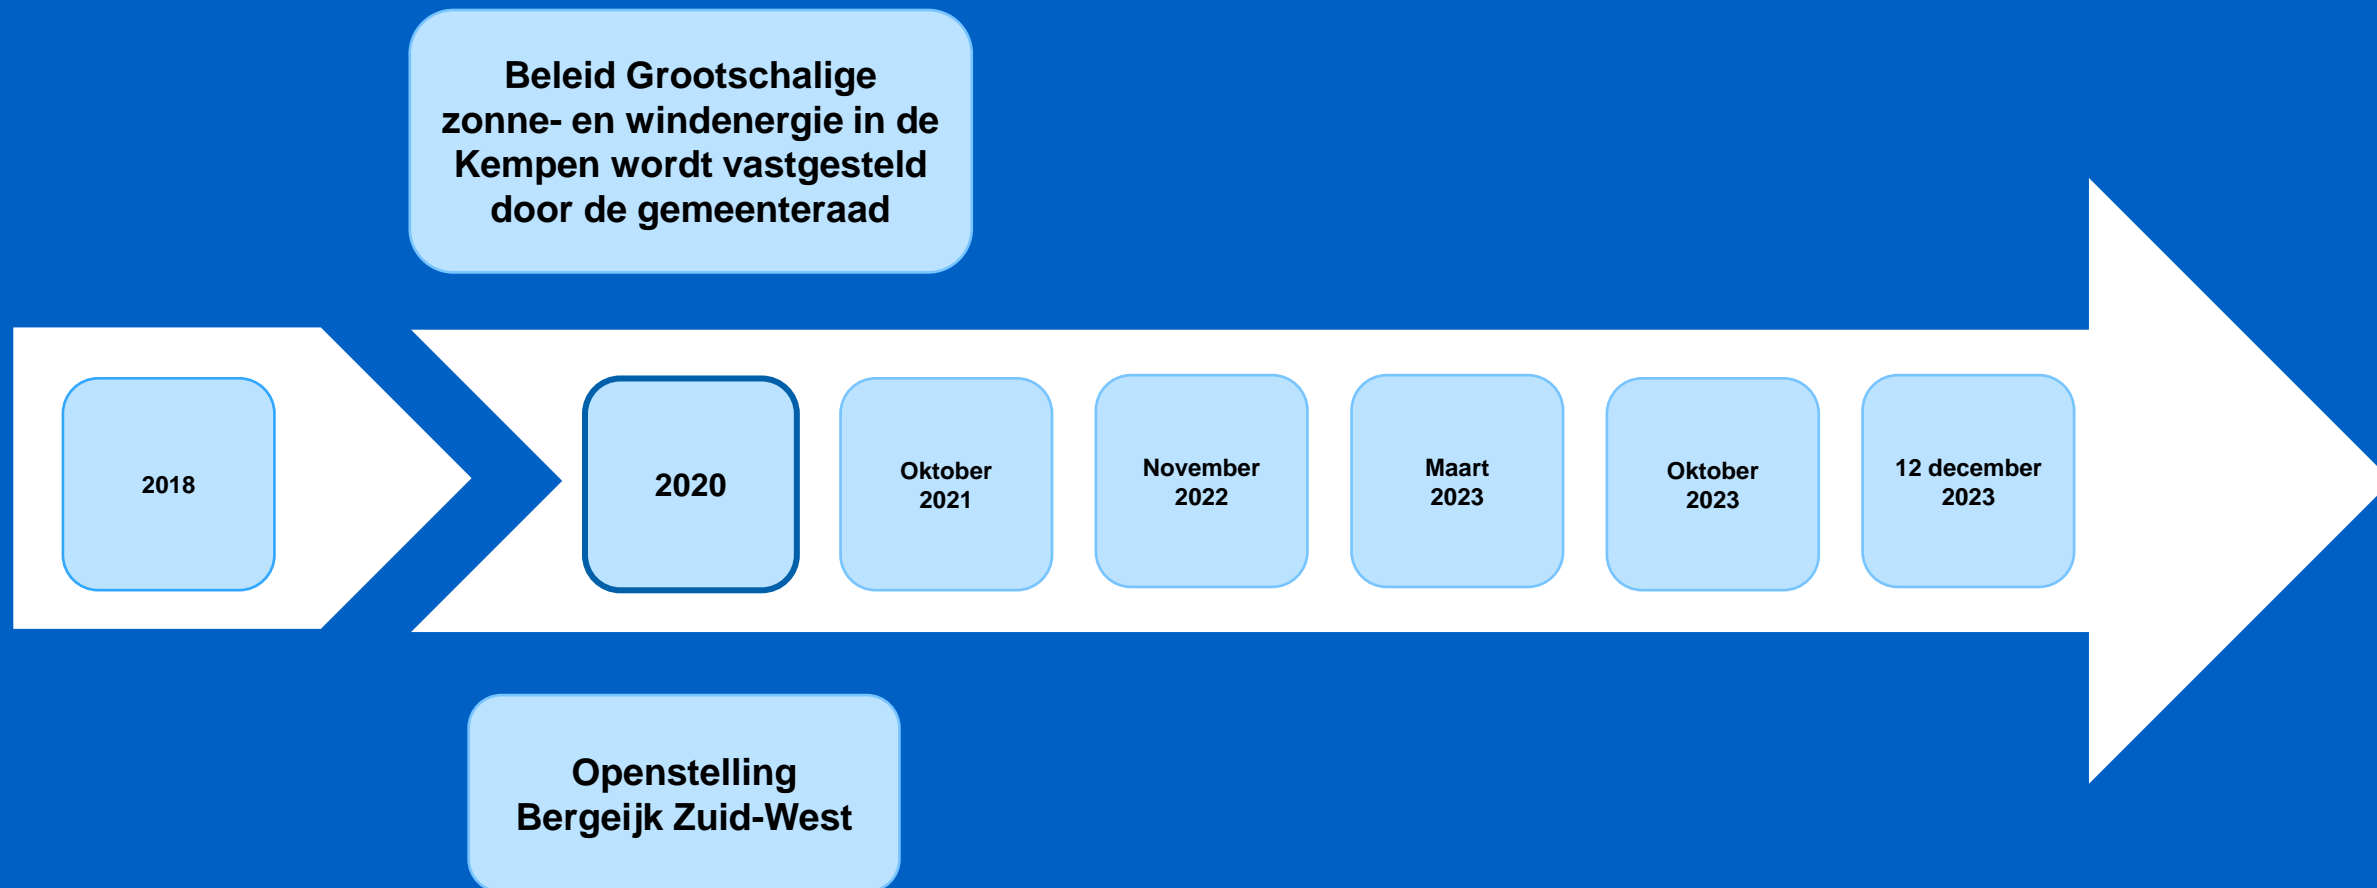 Beleid Grootschalige
zonne- en windenergie in de
Kempen wordt vastgesteld
door de gemeenteraad
2018
2020
Oktober
2021
November
2022
Maart
2023
Oktober
2023
12 december
2023
Openstelling
Bergeijk Zuid-West